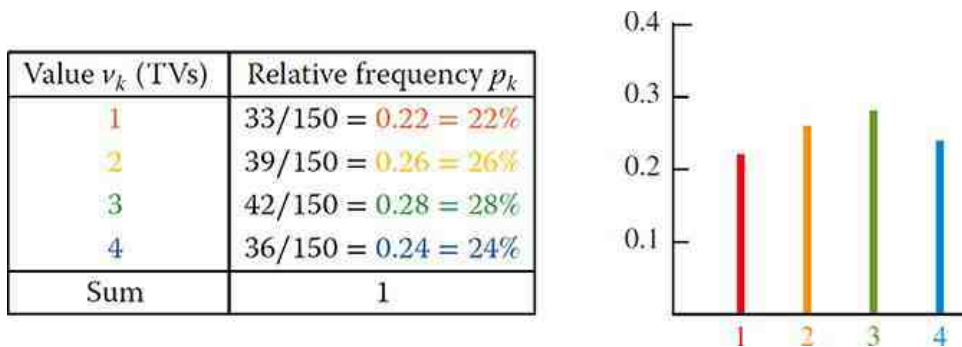 Value νₖ (TVs) Relative frequency pₖ
1 33/150 = 0.22 = 22%
2 39/150 = 0.26 = 26%
3 42/150 = 0.28 = 28%
4 36/150 = 0.24 = 24%
Sum 1
0.4
0.3
0.2
0.1
1 2 3 4